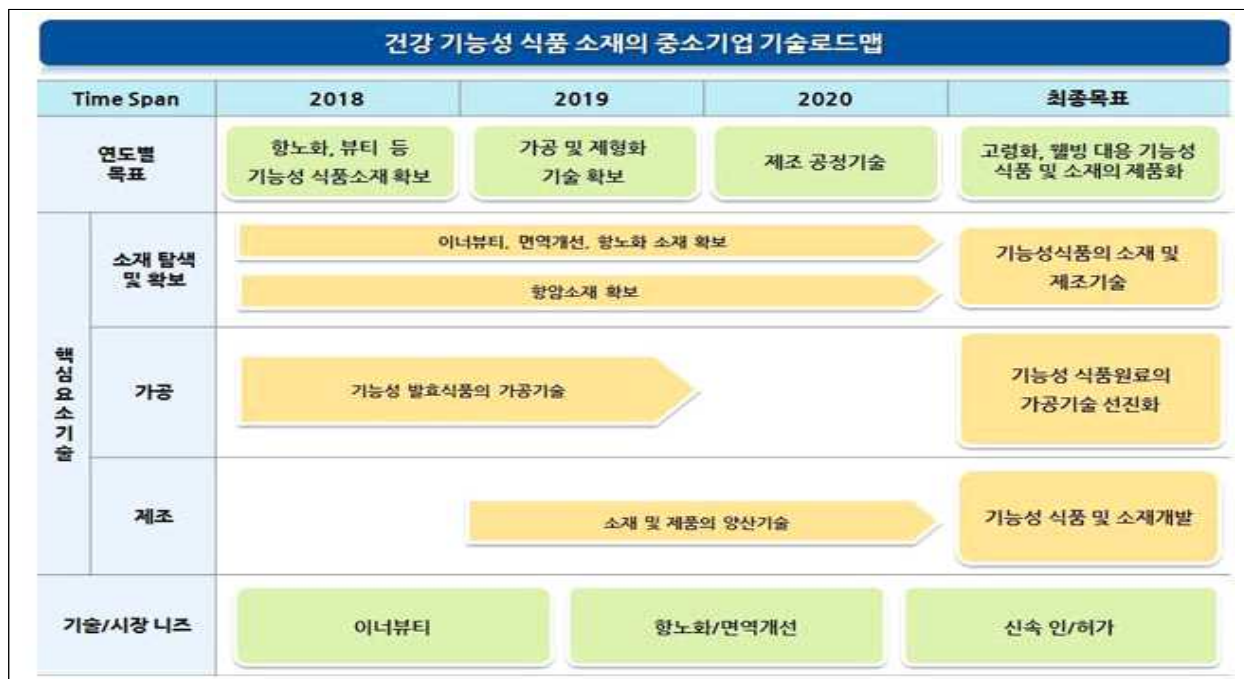 건강 기능성 식품 소재의 중소기업 기술로드맵
Time Span
2018
2019
2020
최종목표
연도별
목표
항노화, 뷰티 등
기능성 식품소재 확보
가공 및 제형화
기술 확보
제조 공정기술
고령화, 웰빙 대응 기능성
식품 및 소재의 제품화
핵심요소기술
소재 탐색
및 확보
이너뷰티, 면역개선, 항노화 소재 확보
항암소재 확보
기능성식품의 소재 및
제조기술
가공
기능성 발효식품의 가공기술
기능성 식품원료의
가공기술 선진화
제조
소재 및 제품의 양산기술
기능성 식품 및 소재개발
기술/시장 니즈
이너뷰티
항노화/면역개선
신속 인/허가